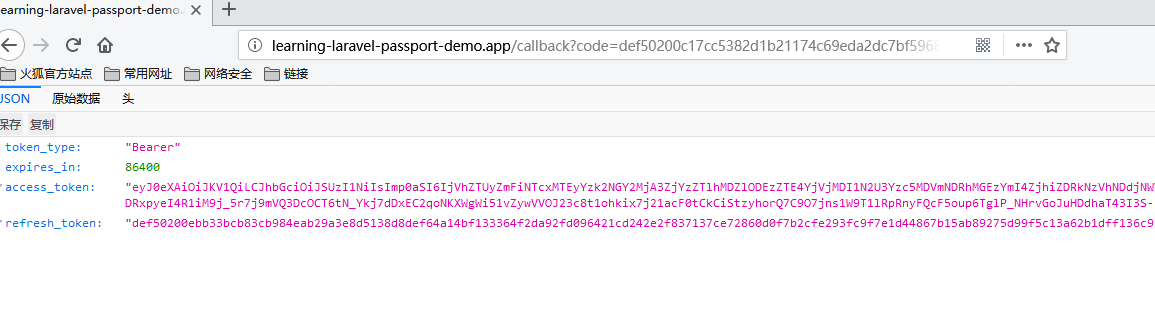 learning-laravel-passport-demo.
learning-laravel-passport-demo.app/callback?code=def50200c17cc5382d1b21174c69eda2dc7bf5968
火狐官方站点 常用网址 网络安全 链接
JSON 原始数据 头
保存 复制
token_type: "Bearer"
expires_in: 86400
access_token: "eyJ0eXAiOiJKV1QiLCJhbGciOiJSUzI1NiIsImp0aSI6IjVhZTUyZmFiNTcxMTEyYzk2NGY2MjA3ZjYzZTlhMDZlODEzZTE4YjVjMDI1N2U3Yzc5MDVmNDRhMGEzYmI4ZjhiZDRkNzVhNDdjNW
DRxpyeI4R1iM9j_5r7j9mVQ3DcOCT6tN_Ykj7dDxEC2qoNKXWgWi51vZywVVOJ23c8t1ohkix7j21acF0tCkCiStzyhorQ7C9O7jns1W9T1lRpRnyFQcF5oup6TglP_NHrvGoJuHDdhaT43I3S-
refresh_token: "def50200ebb33bcb83cb984eab29a3e8d5138d8def64a14bf133364f2da92fd096421cd242e2f837137ce72860d0f7b2cfe293fc9f7e1d44867b15ab89275d99f5c13a62b1dff136c9